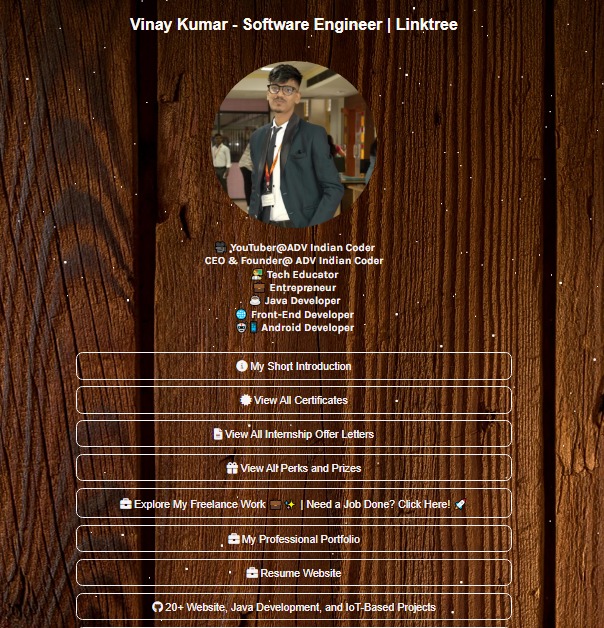 Vinay Kumar - Software Engineer | Linktree
YouTuber@ADV Indian Coder
CEO & Founder@ ADV Indian Coder
Tech Educator
Entrepreneur
Java Developer
Front-End Developer
Android Developer
My Short Introduction
View All Certificates
View All Internship Offer Letters
View All Perks and Prizes
Explore My Freelance Work 💼 ✨ | Need a Job Done? Click Here! 🚀
My Professional Portfolio
Resume Website
20+ Website, Java Development, and IoT-Based Projects